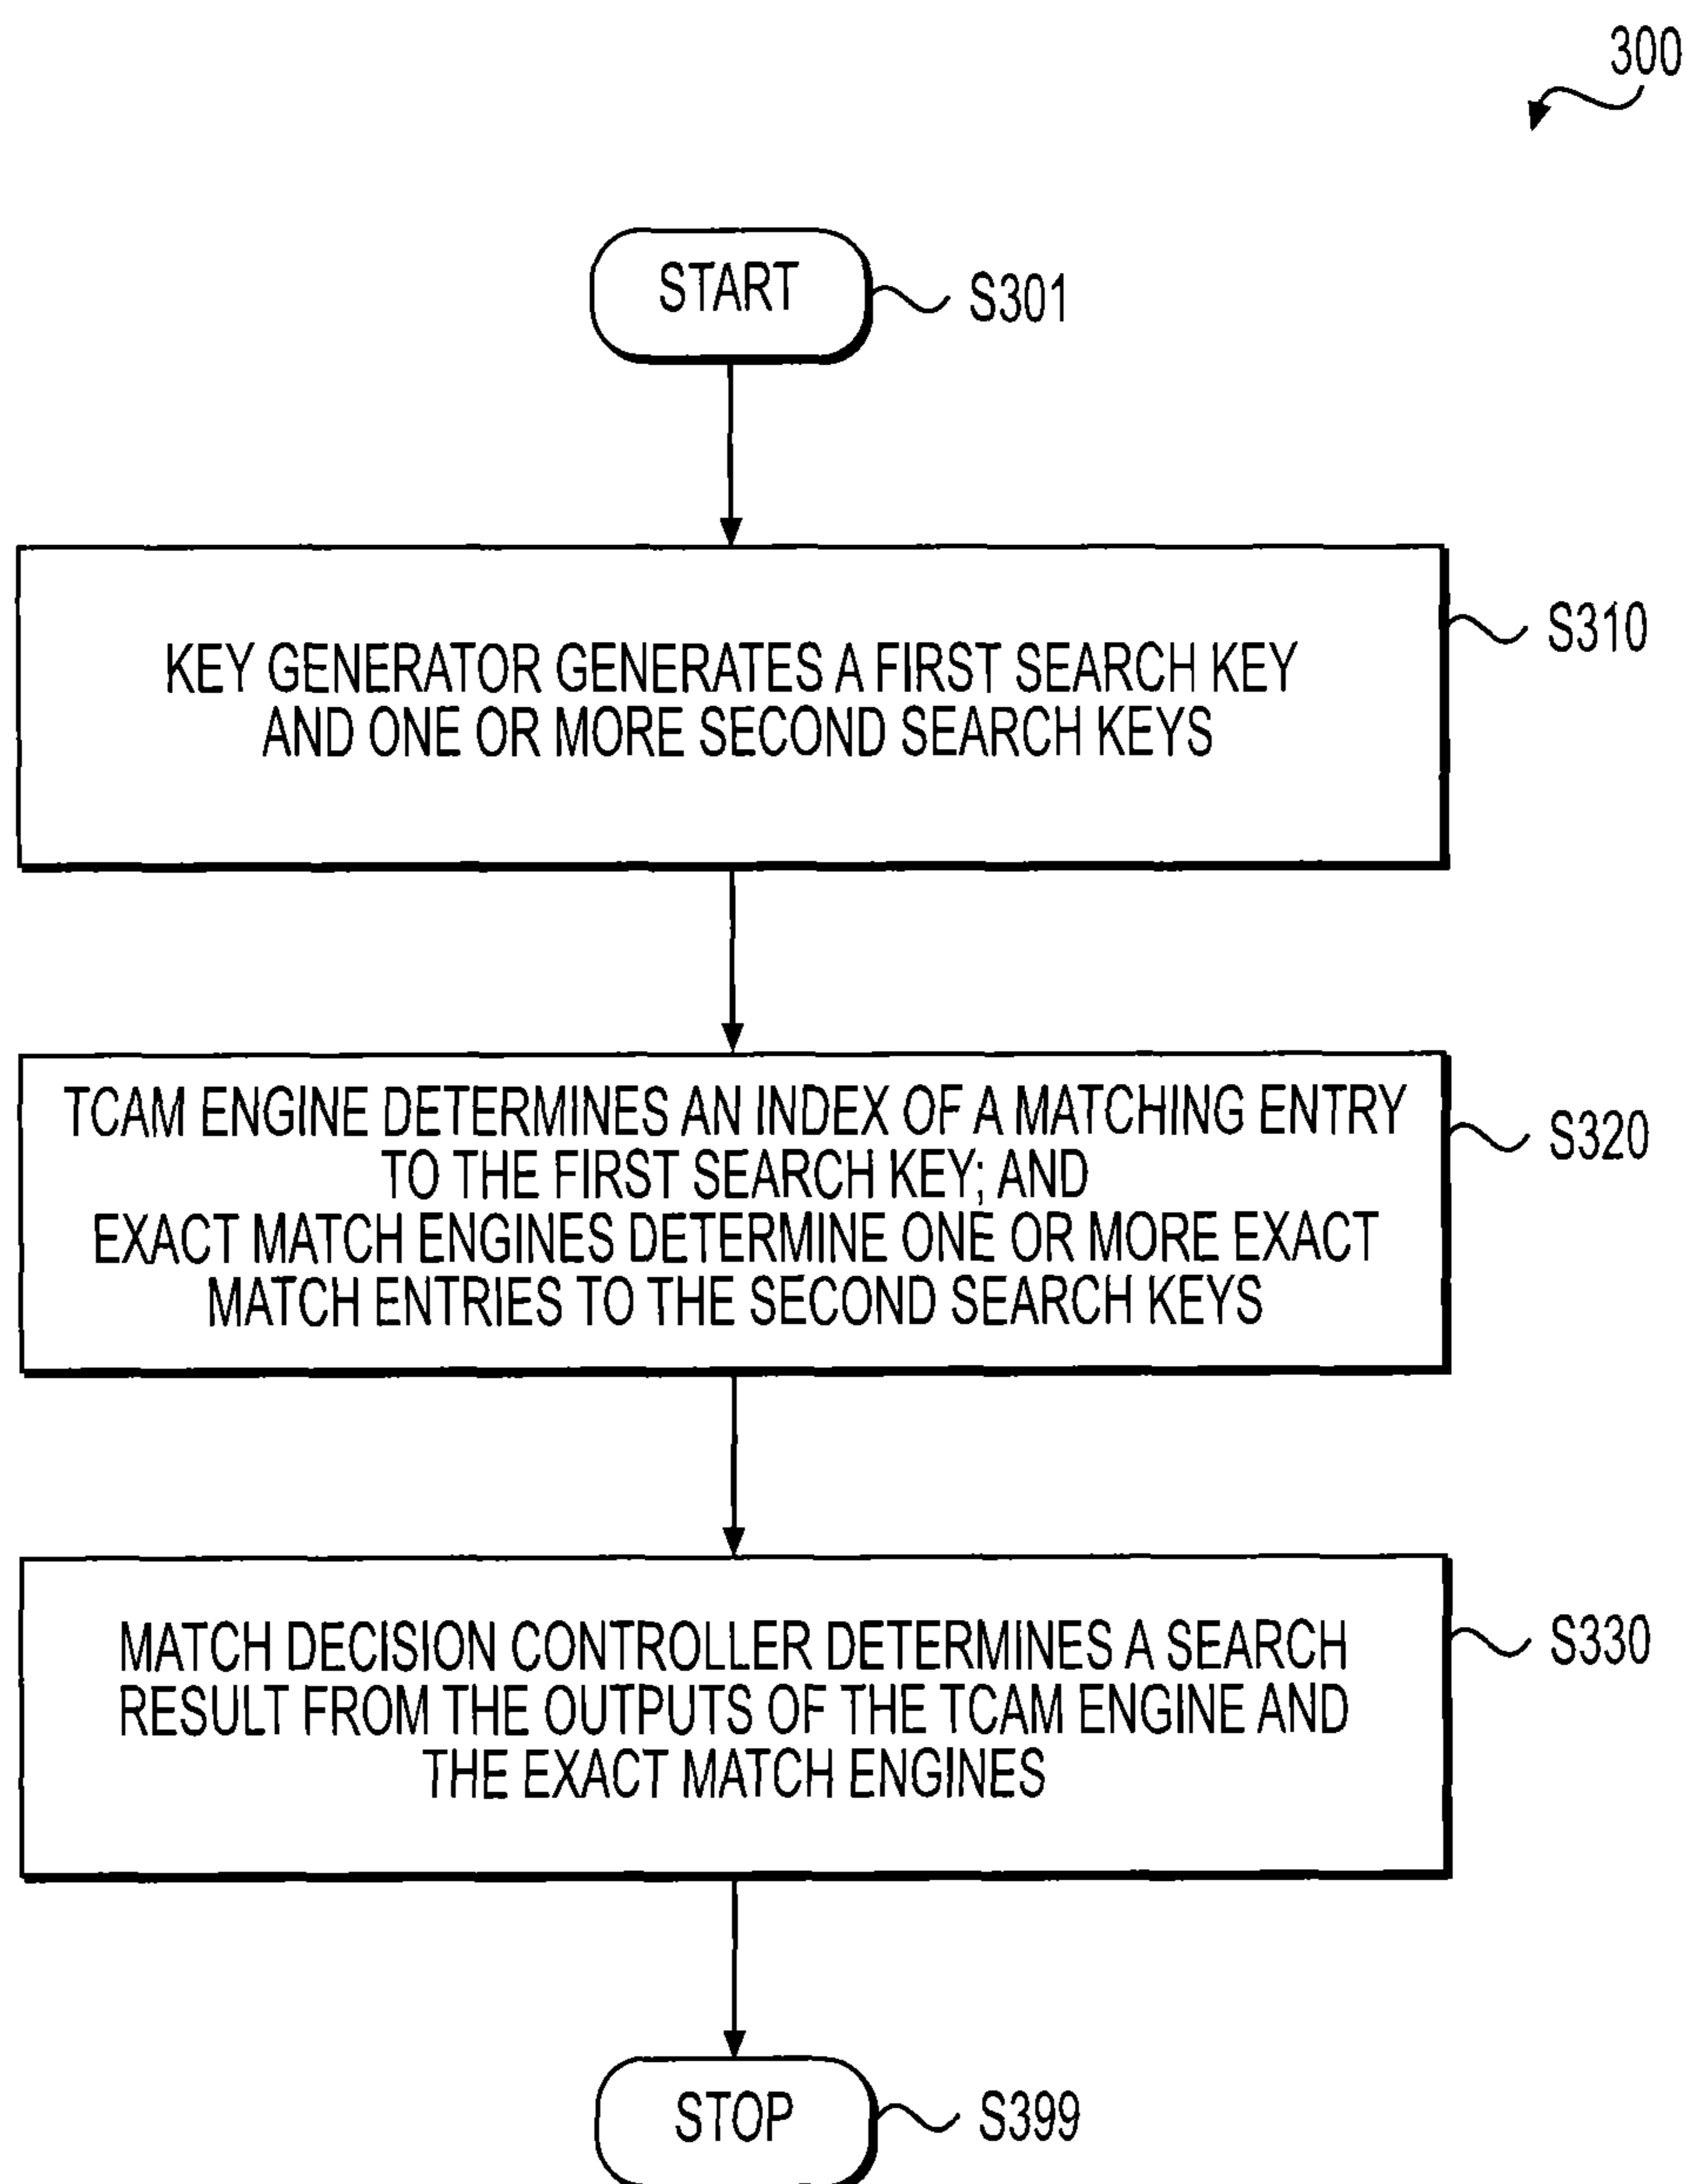 300
START
S301
KEY GENERATOR GENERATES A FIRST SEARCH KEY
AND ONE OR MORE SECOND SEARCH KEYS
S310
TCAM ENGINE DETERMINES AN INDEX OF A MATCHING ENTRY
TO THE FIRST SEARCH KEY; AND
EXACT MATCH ENGINES DETERMINE ONE OR MORE EXACT
MATCH ENTRIES TO THE SECOND SEARCH KEYS
S320
MATCH DECISION CONTROLLER DETERMINES A SEARCH
RESULT FROM THE OUTPUTS OF THE TCAM ENGINE AND
THE EXACT MATCH ENGINES
S330
STOP
S399